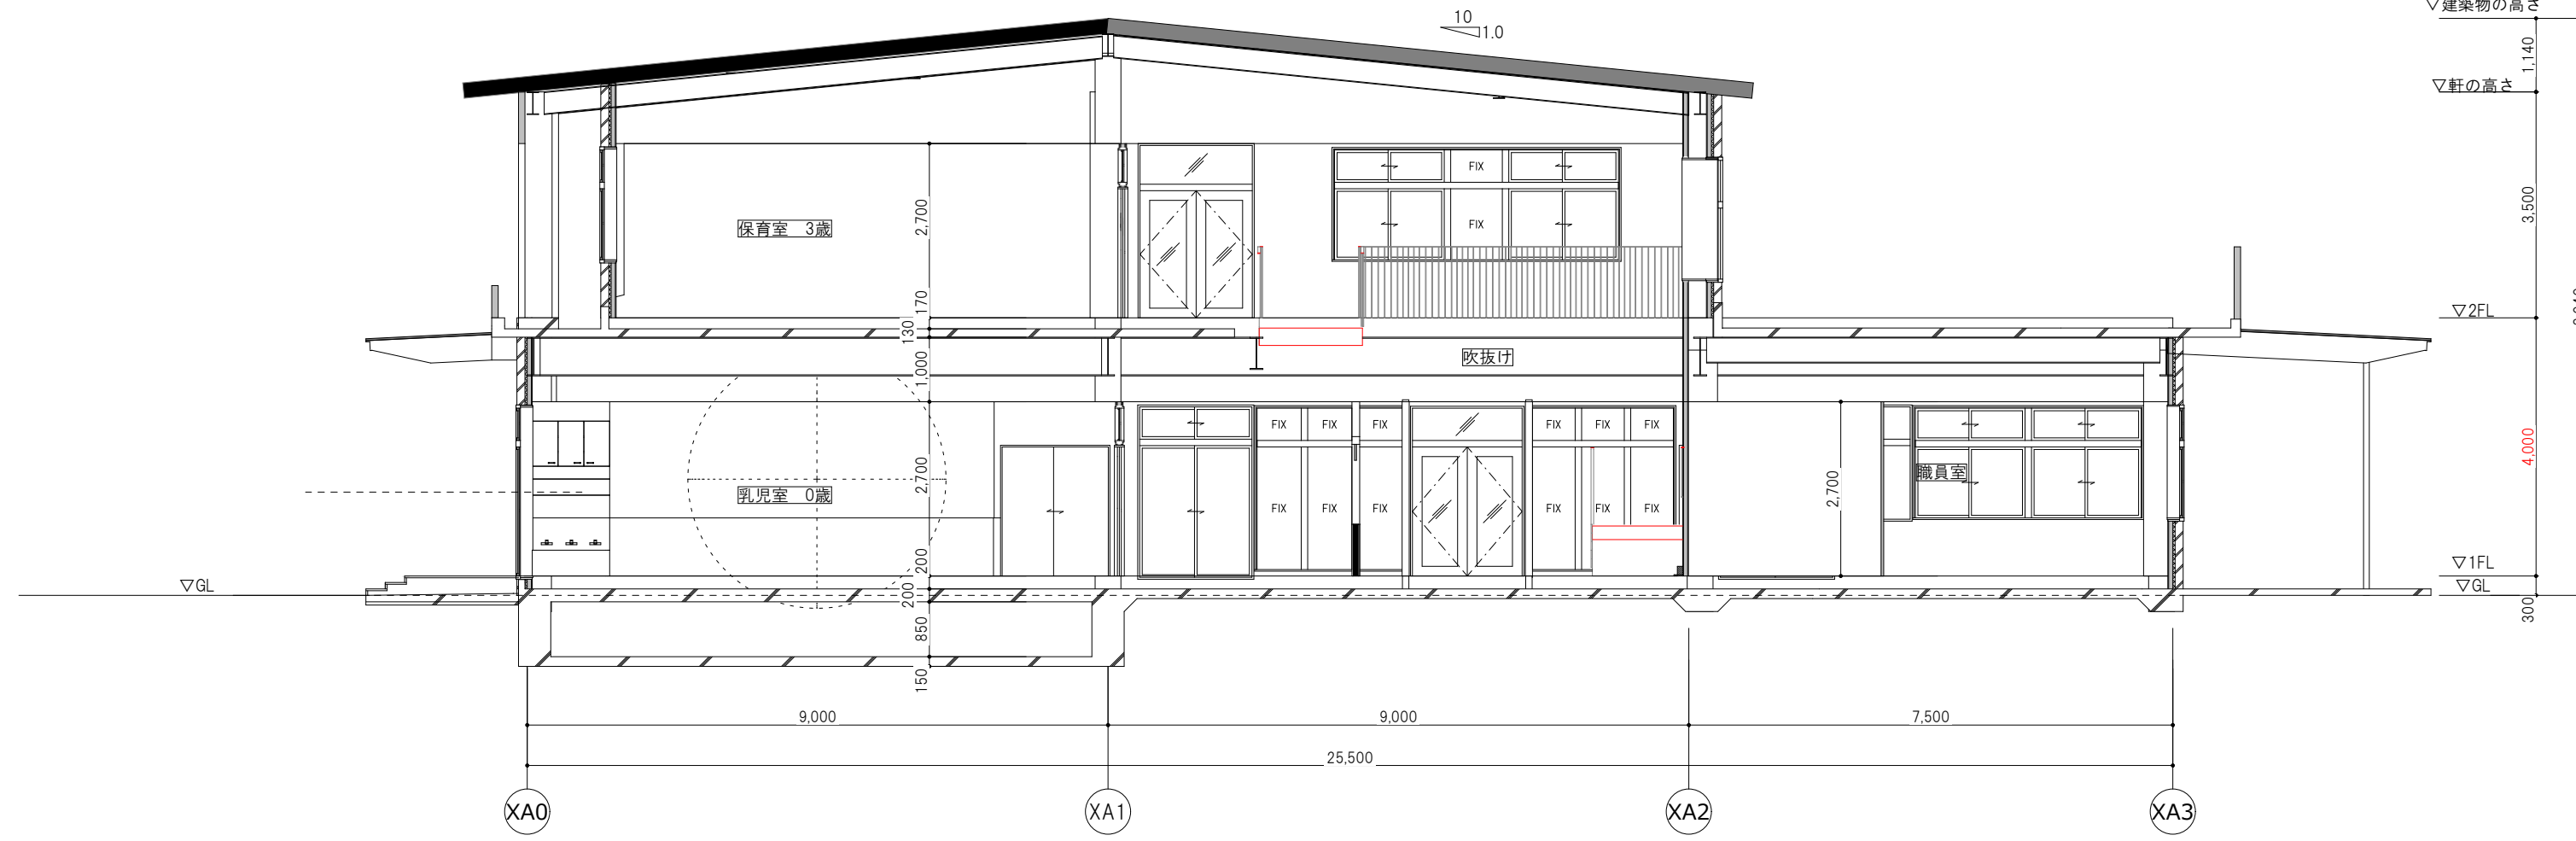 ▽建築物の高さ
10
1.0
1,140
▽軒の高さ
3,500
FIX
FIX
保育室　3歳
2,700
170
130
▽2FL
吹抜け
1,000
4,000
FIX FIX FIX FIX FIX FIX
職員室
2,700
2,700
乳児室　0歳
FIX FIX FIX FIX FIX FIX
200
▽1FL
▽GL
▽GL
200
300
850
150
9,000 9,000 7,500
25,500
XA0 XA1 XA2 XA3